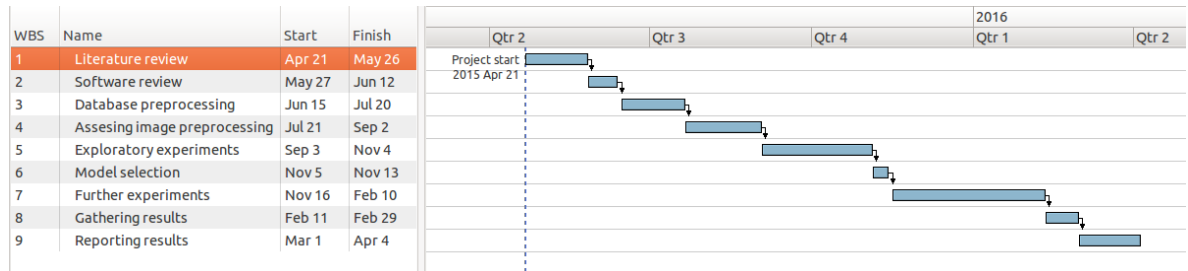 2016
WBS Name Start Finish Qtr 2 Qtr 3 Qtr 4 Qtr 1 Qtr 2
1 Literature review Apr 21 May 26 Project start
2015 Apr 21
2 Software review May 27 Jun 12
3 Database preprocessing Jun 15 Jul 20
4 Assesing image preprocessing Jul 21 Sep 2
5 Exploratory experiments Sep 3 Nov 4
6 Model selection Nov 5 Nov 13
7 Further experiments Nov 16 Feb 10
8 Gathering results Feb 11 Feb 29
9 Reporting results Mar 1 Apr 4